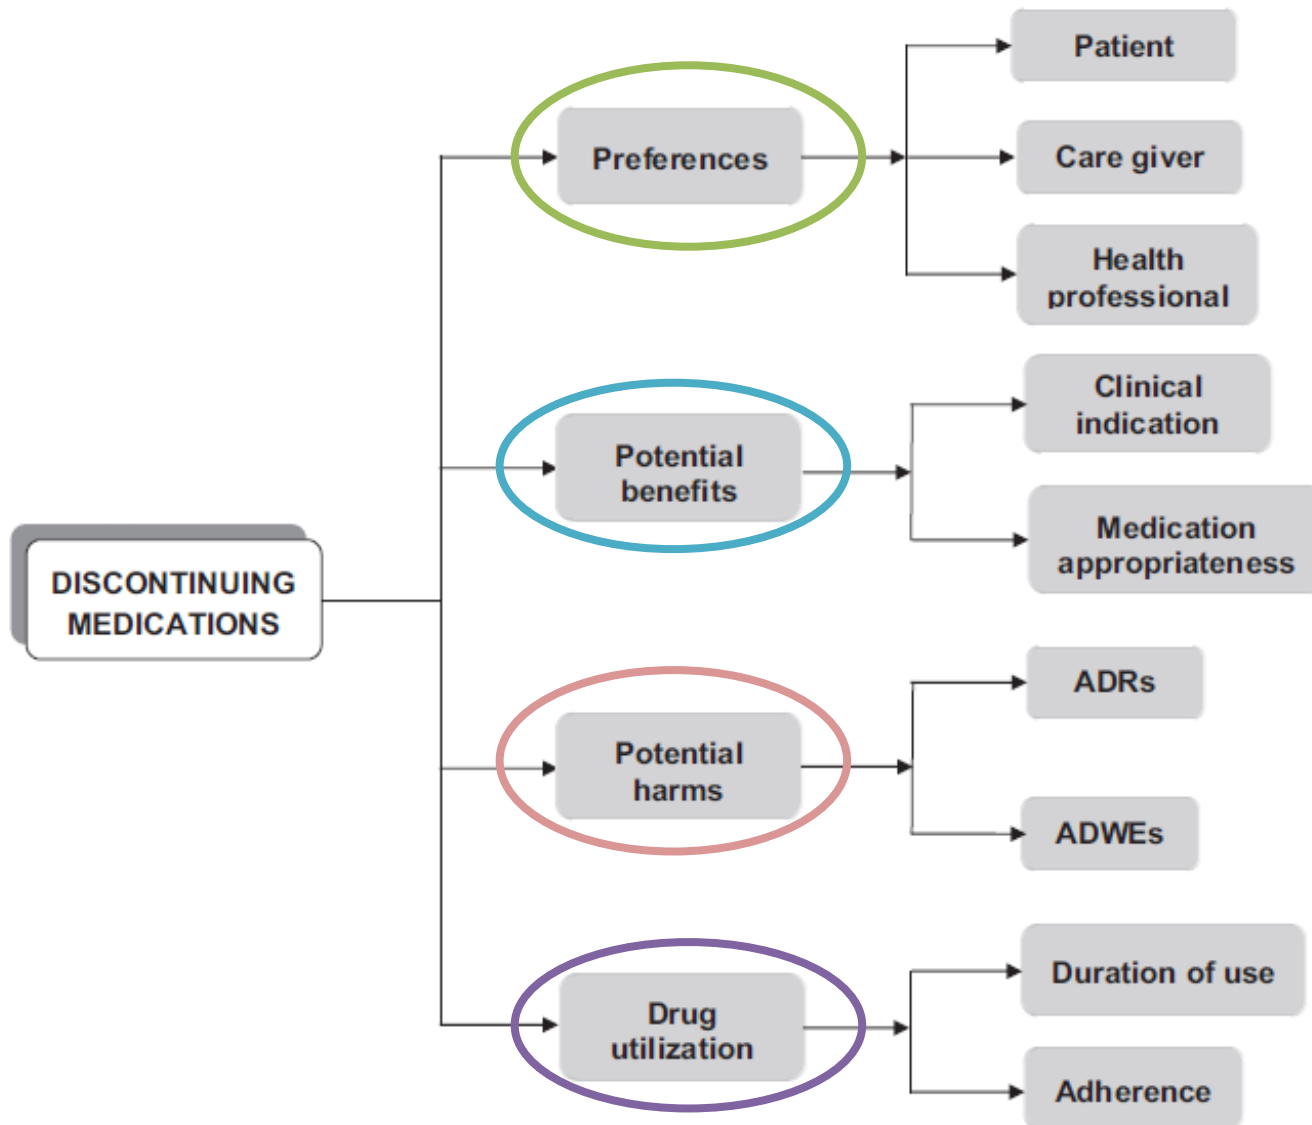 DISCONTINUING
MEDICATIONS
Preferences
Patient
Care giver
Health
professional
Potential
benefits
Clinical
indication
Medication
appropriateness
Potential
harms
ADRs
ADWEs
Drug
utilization
Duration of use
Adherence